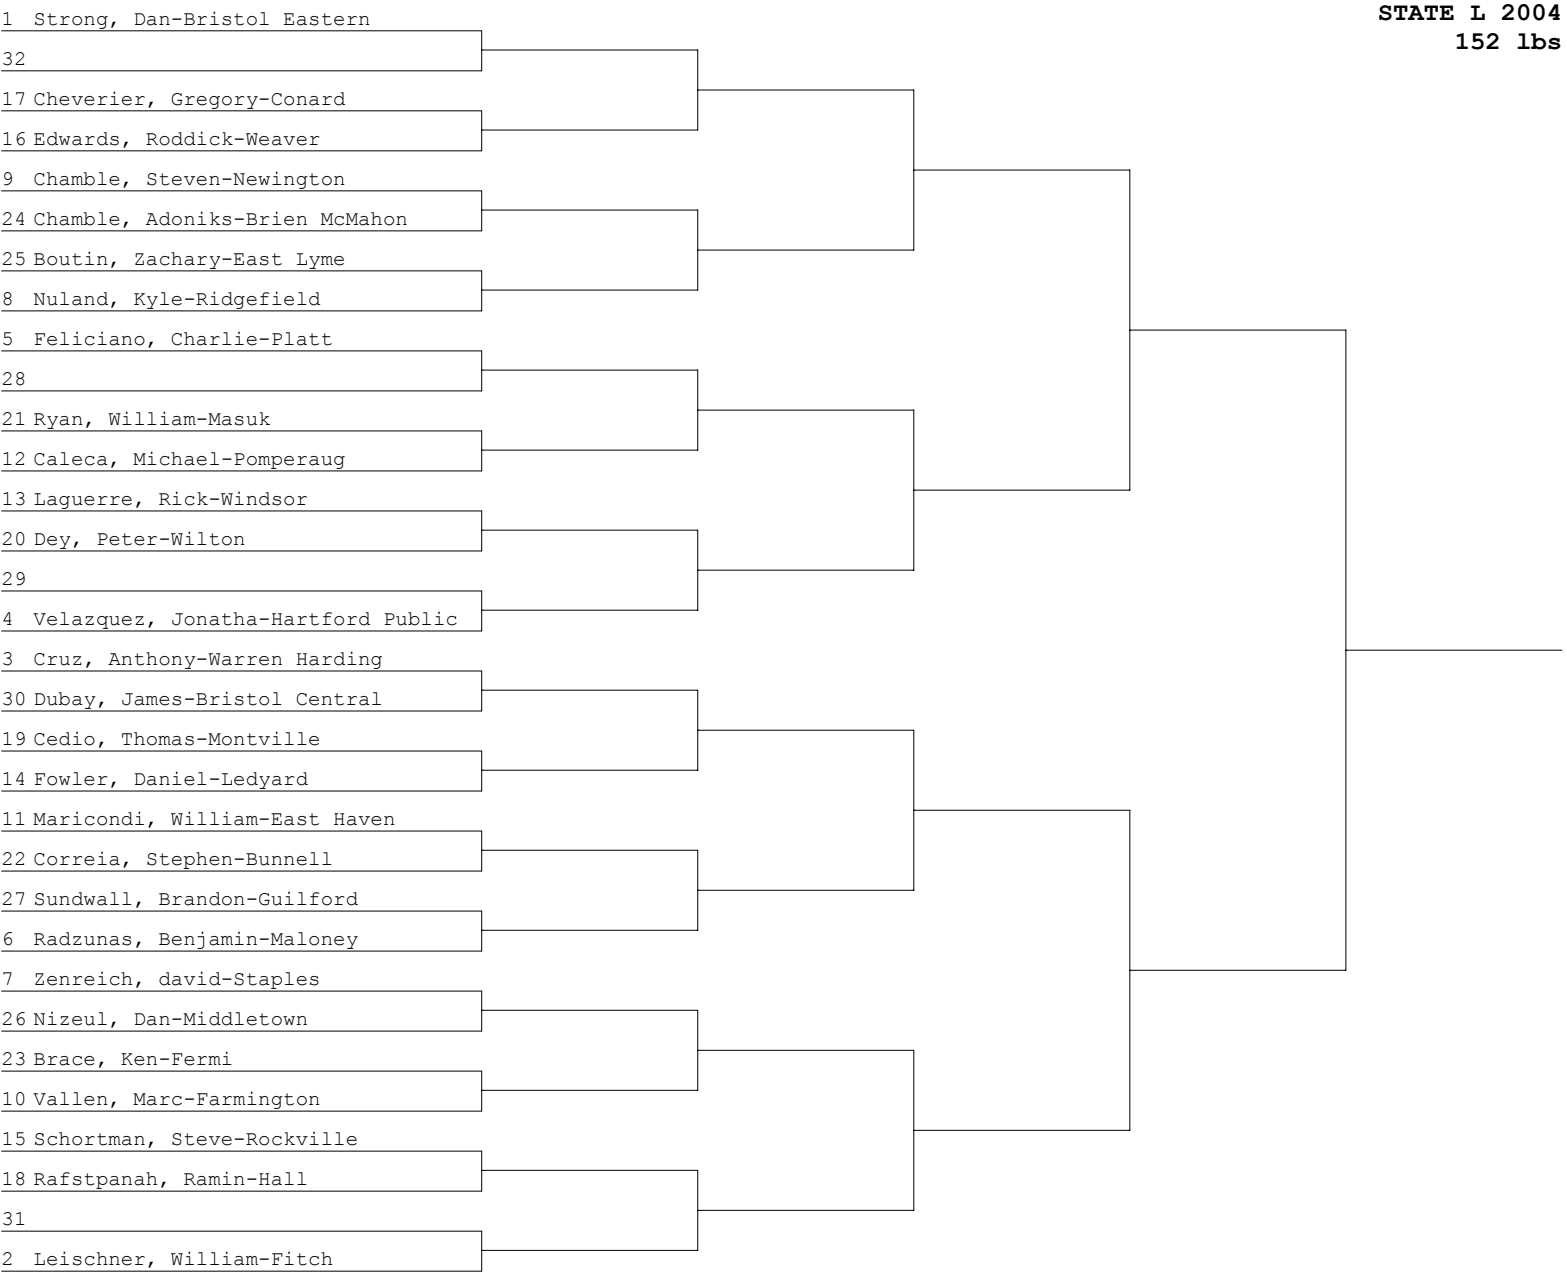 STATE L 2004
152 lbs
1 Strong, Dan-Bristol Eastern
32
17 Cheverier, Gregory-Conard
16 Edwards, Roddick-Weaver
9 Chamble, Steven-Newington
24 Chamble, Adoniks-Brien McMahon
25 Boutin, Zachary-East Lyme
8 Nuland, Kyle-Ridgefield
5 Feliciano, Charlie-Platt
28
21 Ryan, William-Masuk
12 Caleca, Michael-Pomperaug
13 Laguerre, Rick-Windsor
20 Dey, Peter-Wilton
29
4 Velazquez, Jonatha-Hartford Public
3 Cruz, Anthony-Warren Harding
30 Dubay, James-Bristol Central
19 Cedio, Thomas-Montville
14 Fowler, Daniel-Ledyard
11 Maricondi, William-East Haven
22 Correia, Stephen-Bunnell
27 Sundwall, Brandon-Guilford
6 Radzunas, Benjamin-Maloney
7 Zenreich, david-Staples
26 Nizeul, Dan-Middletown
23 Brace, Ken-Fermi
10 Vallen, Marc-Farmington
15 Schortman, Steve-Rockville
18 Rafstpanah, Ramin-Hall
31
2 Leischner, William-Fitch